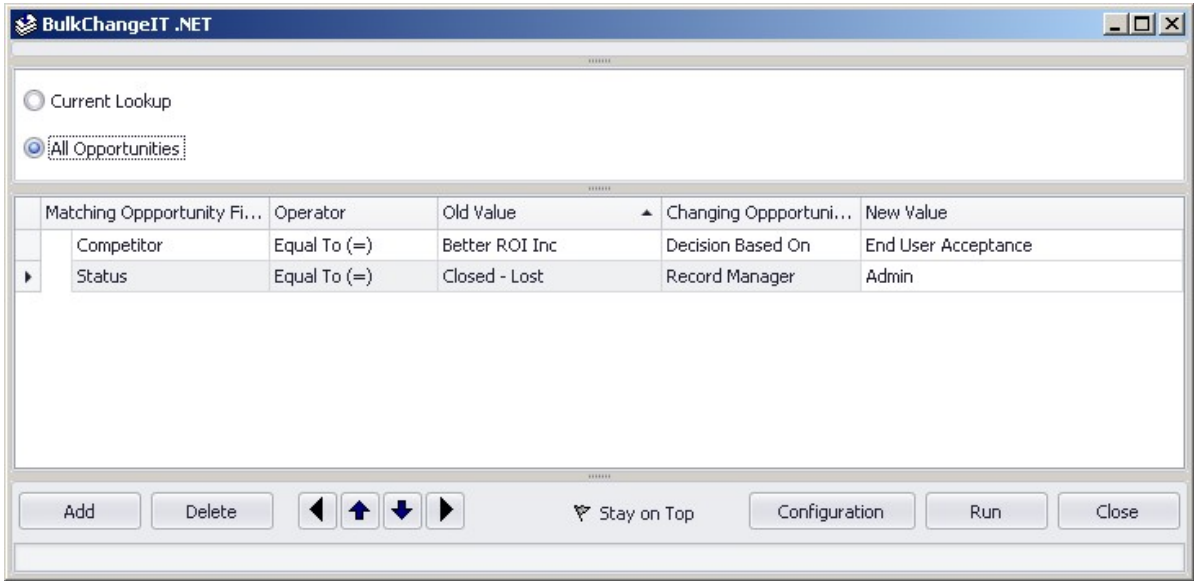 BulkChangeIT .NET
Current Lookup
All Opportunities
Matching Oppportunity Fi... Operator Old Value Changing Oppportuni... New Value
Competitor Equal To (=) Better ROI Inc Decision Based On End User Acceptance
Status Equal To (=) Closed - Lost Record Manager Admin
Add Delete Stay on Top Configuration Run Close